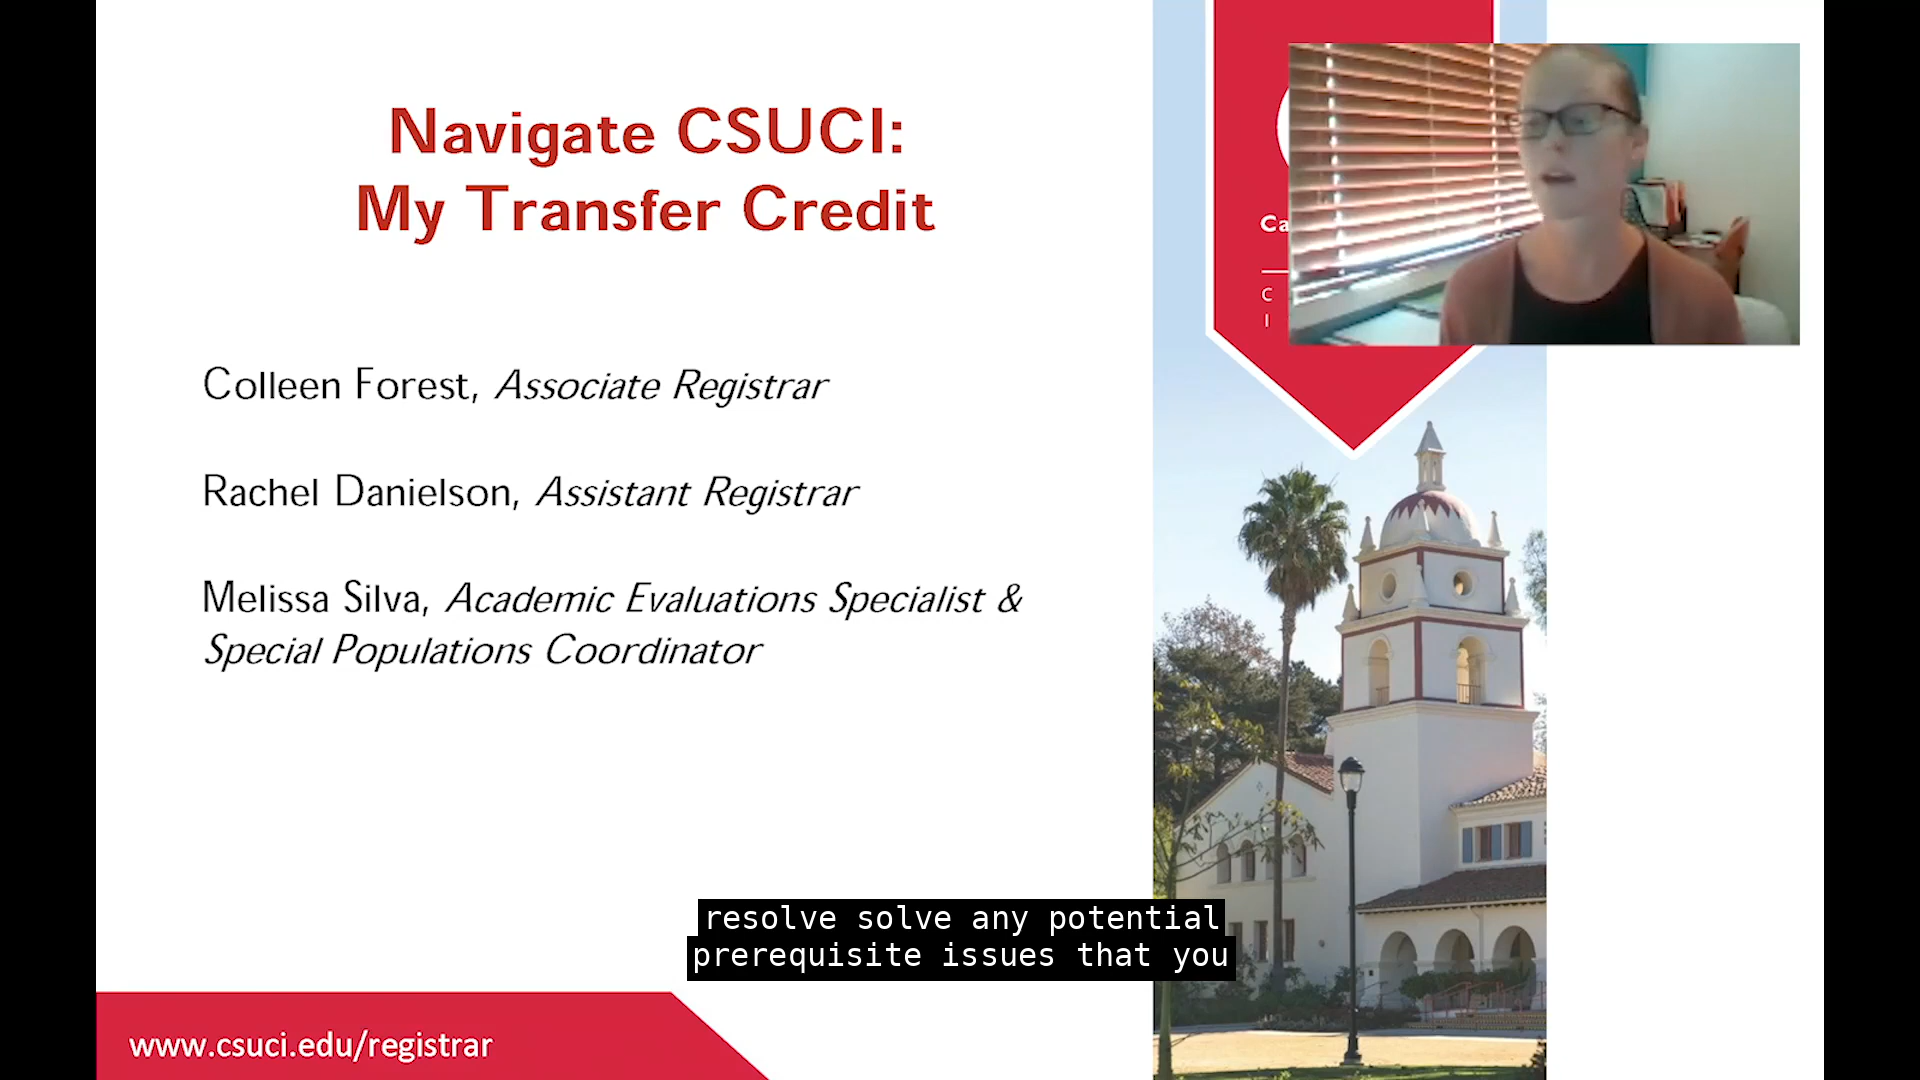 Navigate CSUCI:
My Transfer Credit
Colleen Forest, Associate Registrar
Rachel Danielson, Assistant Registrar
Melissa Silva, Academic Evaluations Specialist &
Special Populations Coordinator
Ca
C
I
resolve solve any potential
prerequisite issues that you
www.csuci.edu/registrar